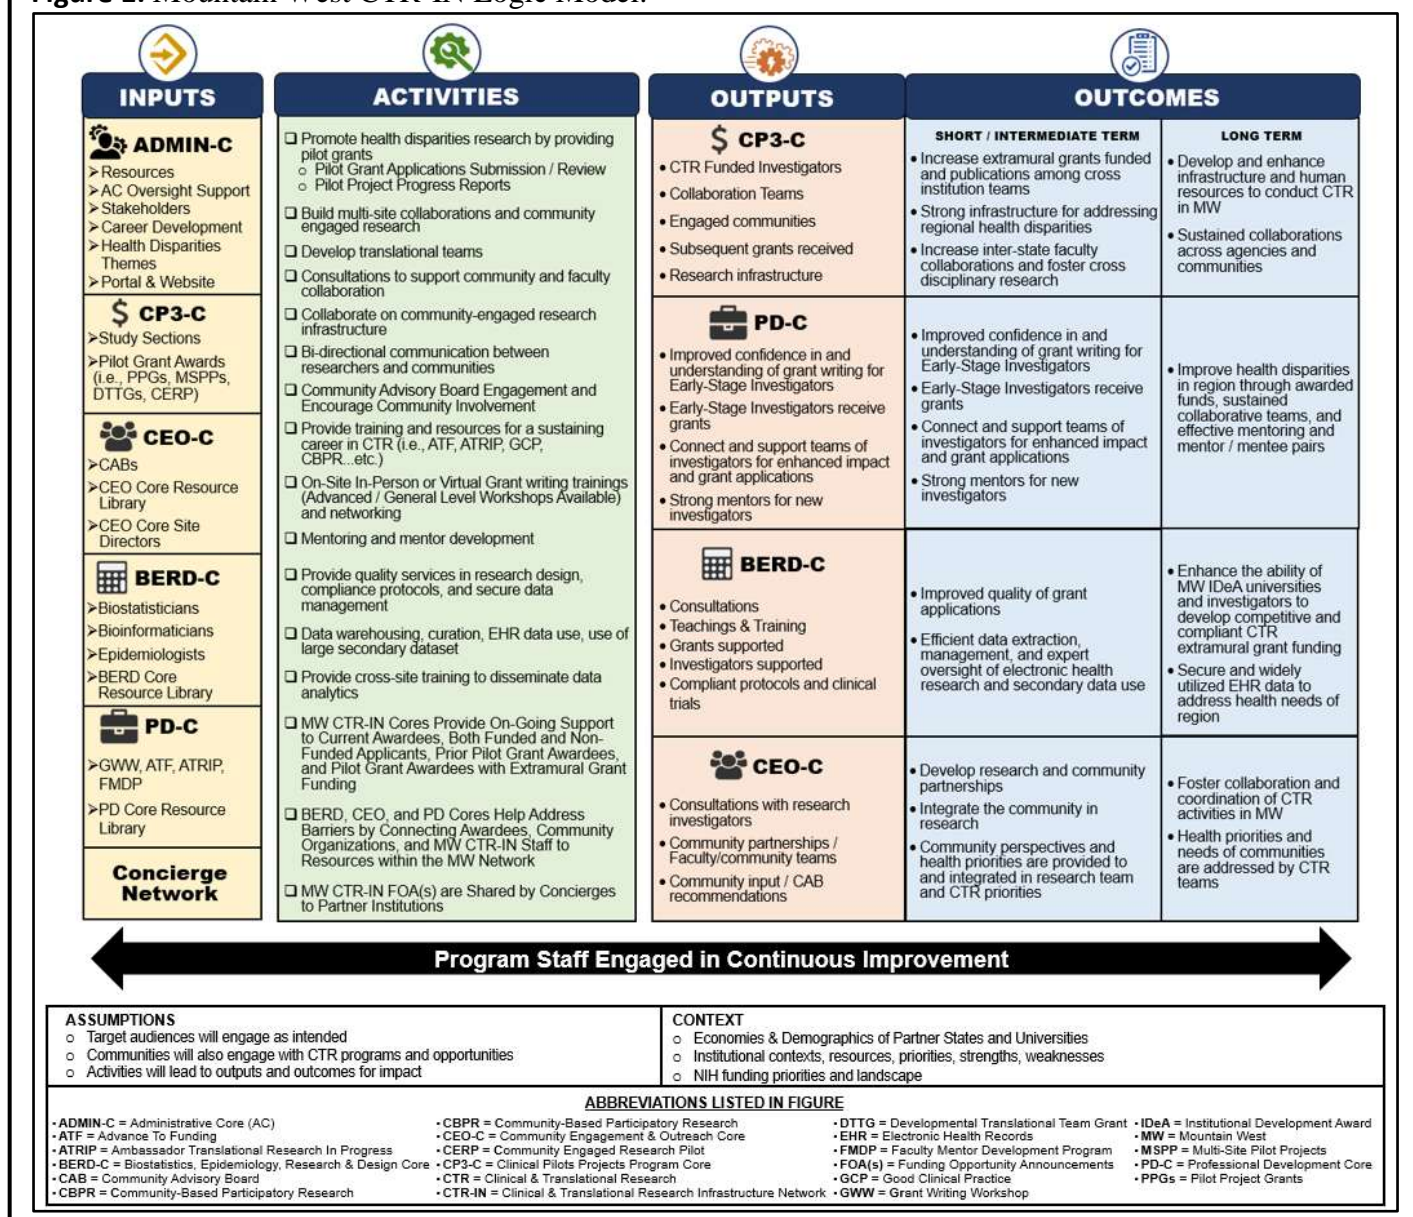 Figure 1. Mountain West CTR-IN Logic Model.
INPUTS
ADMIN-C
➢Resources
➢AC Oversight Support
➢Stakeholders
➢Career Development
➢Health Disparities
Themes
➢Portal & Website
$ CP3-C
➢Study Sections
➢Pilot Grant Awards
(i.e., PPGs, MSPPs,
DTTGs, CERP)
CEO-C
➢CABs
➢CEO Core Resource
Library
➢CEO Core Site
Directors
BERD-C
➢Biostatisticians
➢Bioinformaticians
➢Epidemiologists
➢BERD Core
Resource Library
PD-C
➢GWW, ATF, ATRIP,
FMDP
➢PD Core Resource
Library
Concierge
Network
ACTIVITIES
❑ Promote health disparities research by providing
pilot grants
o Pilot Grant Applications Submission / Review
o Pilot Project Progress Reports
❑ Build multi-site collaborations and community
engaged research
❑ Develop translational teams
❑ Consultations to support community and faculty
collaboration
❑ Collaborate on community-engaged research
infrastructure
❑ Bi-directional communication between
researchers and communities
❑ Community Advisory Board Engagement and
Encourage Community Involvement
❑ Provide training and resources for a sustaining
career in CTR (i.e., ATF, ATRIP, GCP,
CBPR...etc.)
❑ On-Site In-Person or Virtual Grant writing trainings
(Advanced / General Level Workshops Available)
and networking
❑ Mentoring and mentor development
❑ Provide quality services in research design,
compliance protocols, and secure data
management
❑ Data warehousing, curation, EHR data use, use of
large secondary dataset
❑ Provide cross-site training to disseminate data
analytics
❑ MW CTR-IN Cores Provide On-Going Support
to Current Awardees, Both Funded and Non-
Funded Applicants, Prior Pilot Grant Awardees,
and Pilot Grant Awardees with Extramural Grant
Funding
❑ BERD, CEO, and PD Cores Help Address
Barriers by Connecting Awardees, Community
Organizations, and MW CTR-IN Staff to
Resources within the MW Network
❑ MW CTR-IN FOA(s) are Shared by Concierges
to Partner Institutions
OUTPUTS
$ CP3-C
• CTR Funded Investigators
• Collaboration Teams
• Engaged communities
• Subsequent grants received
• Research infrastructure
PD-C
• Improved confidence in and
understanding of grant writing for
Early-Stage Investigators
• Early-Stage Investigators receive
grants
• Connect and support teams of
investigators for enhanced impact
and grant applications
• Strong mentors for new
investigators
BERD-C
• Consultations
• Teachings & Training
• Grants supported
• Investigators supported
• Compliant protocols and clinical
trials
CEO-C
• Consultations with research
investigators
• Community partnerships /
Faculty/community teams
• Community input / CAB
recommendations
OUTCOMES
SHORT / INTERMEDIATE TERM
• Increase extramural grants funded
and publications among cross
institution teams
• Strong infrastructure for addressing
regional health disparities
• Increase inter-state faculty
collaborations and foster cross
disciplinary research
• Improved confidence in and
understanding of grant writing for
Early-Stage Investigators
• Early-Stage Investigators receive
grants
• Connect and support teams of
investigators for enhanced impact
and grant applications
• Strong mentors for new
investigators
• Improved quality of grant
applications
• Efficient data extraction,
management, and expert
oversight of electronic health
research and secondary data use
• Develop research and community
partnerships
• Integrate the community in
research
• Community perspectives and
health priorities are provided to
and integrated in research team
and CTR priorities
LONG TERM
• Develop and enhance
infrastructure and human
resources to conduct CTR
in MW
• Sustained collaborations
across agencies and
communities
• Improve health disparities
in region through awarded
funds, sustained
collaborative teams, and
effective mentoring and
mentor / mentee pairs
• Enhance the ability of
MW IDeA universities
and investigators to
develop competitive and
compliant CTR
extramural grant funding
• Secure and widely
utilized EHR data to
address health needs of
region
• Foster collaboration and
coordination of CTR
activities in MW
• Health priorities and
needs of communities
are addressed by CTR
teams
Program Staff Engaged in Continuous Improvement
ASSUMPTIONS
o Target audiences will engage as intended
o Communities will also engage with CTR programs and opportunities
o Activities will lead to outputs and outcomes for impact
CONTEXT
o Economies & Demographics of Partner States and Universities
o Institutional contexts, resources, priorities, strengths, weaknesses
o NIH funding priorities and landscape
ABBREVIATIONS LISTED IN FIGURE
• ADMIN-C = Administrative Core (AC)
• ATF = Advance To Funding
• ATRIP = Ambassador Translational Research In Progress
• BERD-C = Biostatistics, Epidemiology, Research & Design Core
• CAB = Community Advisory Board
• CBPR = Community-Based Participatory Research
• CBPR = Community-Based Participatory Research
• CEO-C = Community Engagement & Outreach Core
• CERP = Community Engaged Research Pilot
• CP3-C = Clinical Pilots Projects Program Core
• CTR = Clinical & Translational Research
• CTR-IN = Clinical & Translational Research Infrastructure Network
• DTTG = Developmental Translational Team Grant
• EHR = Electronic Health Records
• FMDP = Faculty Mentor Development Program
• FOA(s) = Funding Opportunity Announcements
• GCP = Good Clinical Practice
• GWW = Grant Writing Workshop
• IDeA = Institutional Development Award
• MW = Mountain West
• MSPP = Multi-Site Pilot Projects
• PD-C = Professional Development Core
• PPGs = Pilot Project Grants